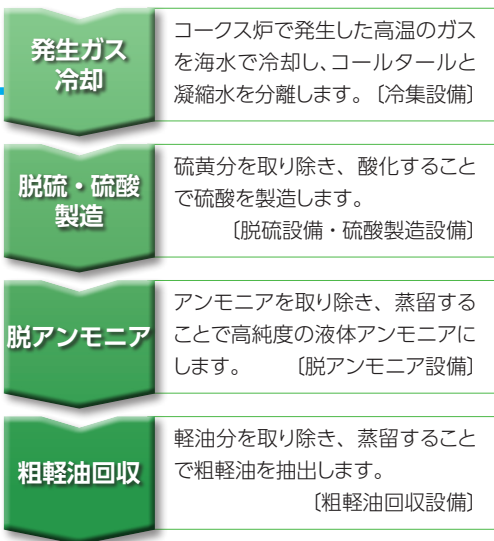 発生ガス
冷却
コークス炉で発生した高温のガス
を海水で冷却し、コールタールと
凝縮水を分離します。〔冷集設備〕
脱硫・硫酸
製造
硫黄分を取り除き、酸化すること
で硫酸を製造します。
〔脱硫設備・硫酸製造設備〕
脱アンモニア
アンモニアを取り除き、蒸留する
ことで高純度の液体アンモニアに
します。　〔脱アンモニア設備〕
粗軽油回収
軽油分を取り除き、蒸留すること
で粗軽油を抽出します。
〔粗軽油回収設備〕